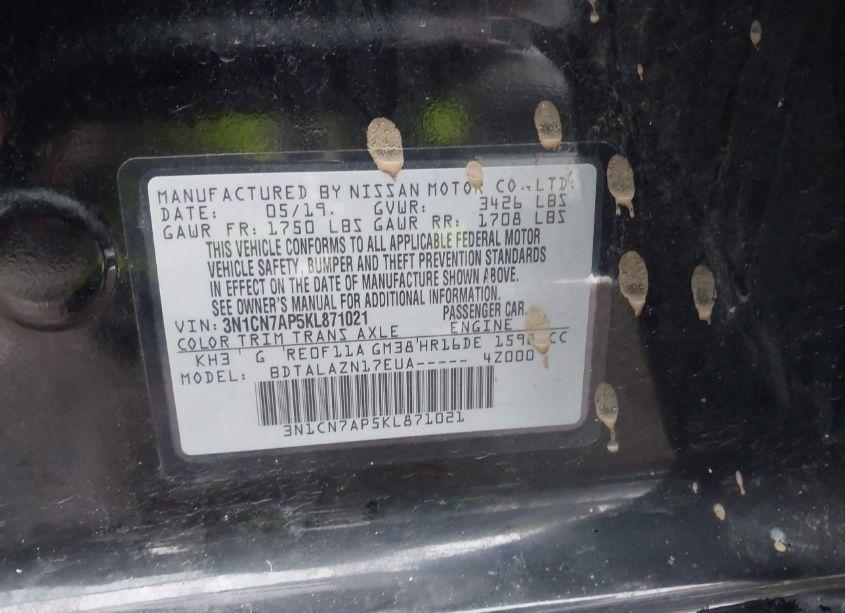 MANUFACTURED BY NISSAN MOTOR CO.,LTD.
DATE: 05/19. GVWR: 3426 LBS
GAWR FR: 1750 LBS GAWR RR: 1708 LBS
THIS VEHICLE CONFORMS TO ALL APPLICABLE FEDERAL MOTOR
VEHICLE SAFETY, BUMPER AND THEFT PREVENTION STANDARDS
IN EFFECT ON THE DATE OF MANUFACTURE SHOWN ABOVE.
SEE OWNER'S MANUAL FOR ADDITIONAL INFORMATION.
VIN: 3N1CN7AP5KL871021 PASSENGER CAR
COLOR TRIM TRANS AXLE ENGINE
KH3 G RE0F11A GM38 HR16DE CC
MODEL: BDTALAZN17EUA----- 4Z000
3N1CN7AP5KL871021